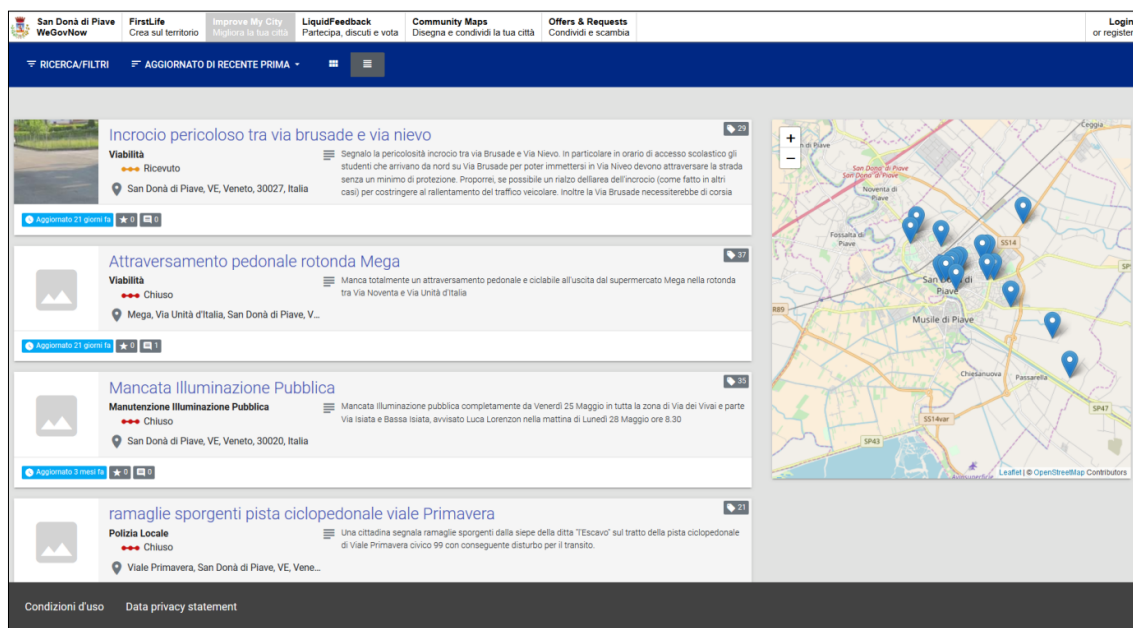 San Donà di Piave
WeGovNow
FirstLife
Crea sul territorio
Improve My City
Migliora la tua città
LiquidFeedback
Partecipa, discuti e vota
Community Maps
Disegna e condividi la tua città
Offers & Requests
Condividi e scambia
Login
or register
RICERCA/FILTRI
AGGIORNATO DI RECENTE PRIMA
Incrocio pericoloso tra via brusade e via nievo
29
Viabilità
Ricevuto
San Donà di Piave, VE, Veneto, 30027, Italia
Segnalo la pericolosità incrocio tra via Brusade e Via Nievo. In particolare in orario di accesso scolastico gli
studenti che arrivano da nord su Via Brusade per poter immettersi in Via Niveo devono attraversare la strada
senza un minimo di protezione. Proporrei, se possibile un rialzo dellarea dell'incrocio (come fatto in altri
casi) per costringere al rallentamento del traffico veicolare. Inoltre la Via Brusade necessiterebbe di corsia
Aggiornato 21 giorni fa
0
0
Attraversamento pedonale rotonda Mega
37
Viabilità
Chiuso
Mega, Via Unità d'Italia, San Donà di Piave, V...
Manca totalmente un attraversamento pedonale e ciclabile all'uscita dal supermercato Mega nella rotonda
tra Via Noventa e Via Unità d'Italia
Aggiornato 21 giorni fa
0
1
Mancata Illuminazione Pubblica
35
Manutenzione Illuminazione Pubblica
Chiuso
San Donà di Piave, VE, Veneto, 30020, Italia
Mancata Illuminazione pubblica completamente da Venerdì 25 Maggio in tutta la zona di Via dei Vivai e parte
Via Isiata e Bassa Isiata, avvisato Luca Lorenzon nella mattina di Lunedì 28 Maggio ore 8.30
Aggiornato 3 mesi fa
0
0
ramaglie sporgenti pista ciclopedonale viale Primavera
21
Polizia Locale
Chiuso
Viale Primavera, San Donà di Piave, VE, Vene...
Una cittadina segnala ramaglie sporgenti dalla siepe della ditta "l'Escavo" sul tratto della pista ciclopedonale
di Viale Primavera civico 99 con conseguente disturbo per il transito.
+
−
Ceggia
di Piave
San Donà di Piave
San Donà di Piave
Noventa di
Piave
Fossalta di
Piave
SS14
San Donà di
Piave
R89
Musile di Piave
Chiesanuova
Passarella
SS14var
SP47
SP43
Leaflet | © OpenStreetMap Contributors
Condizioni d'uso
Data privacy statement